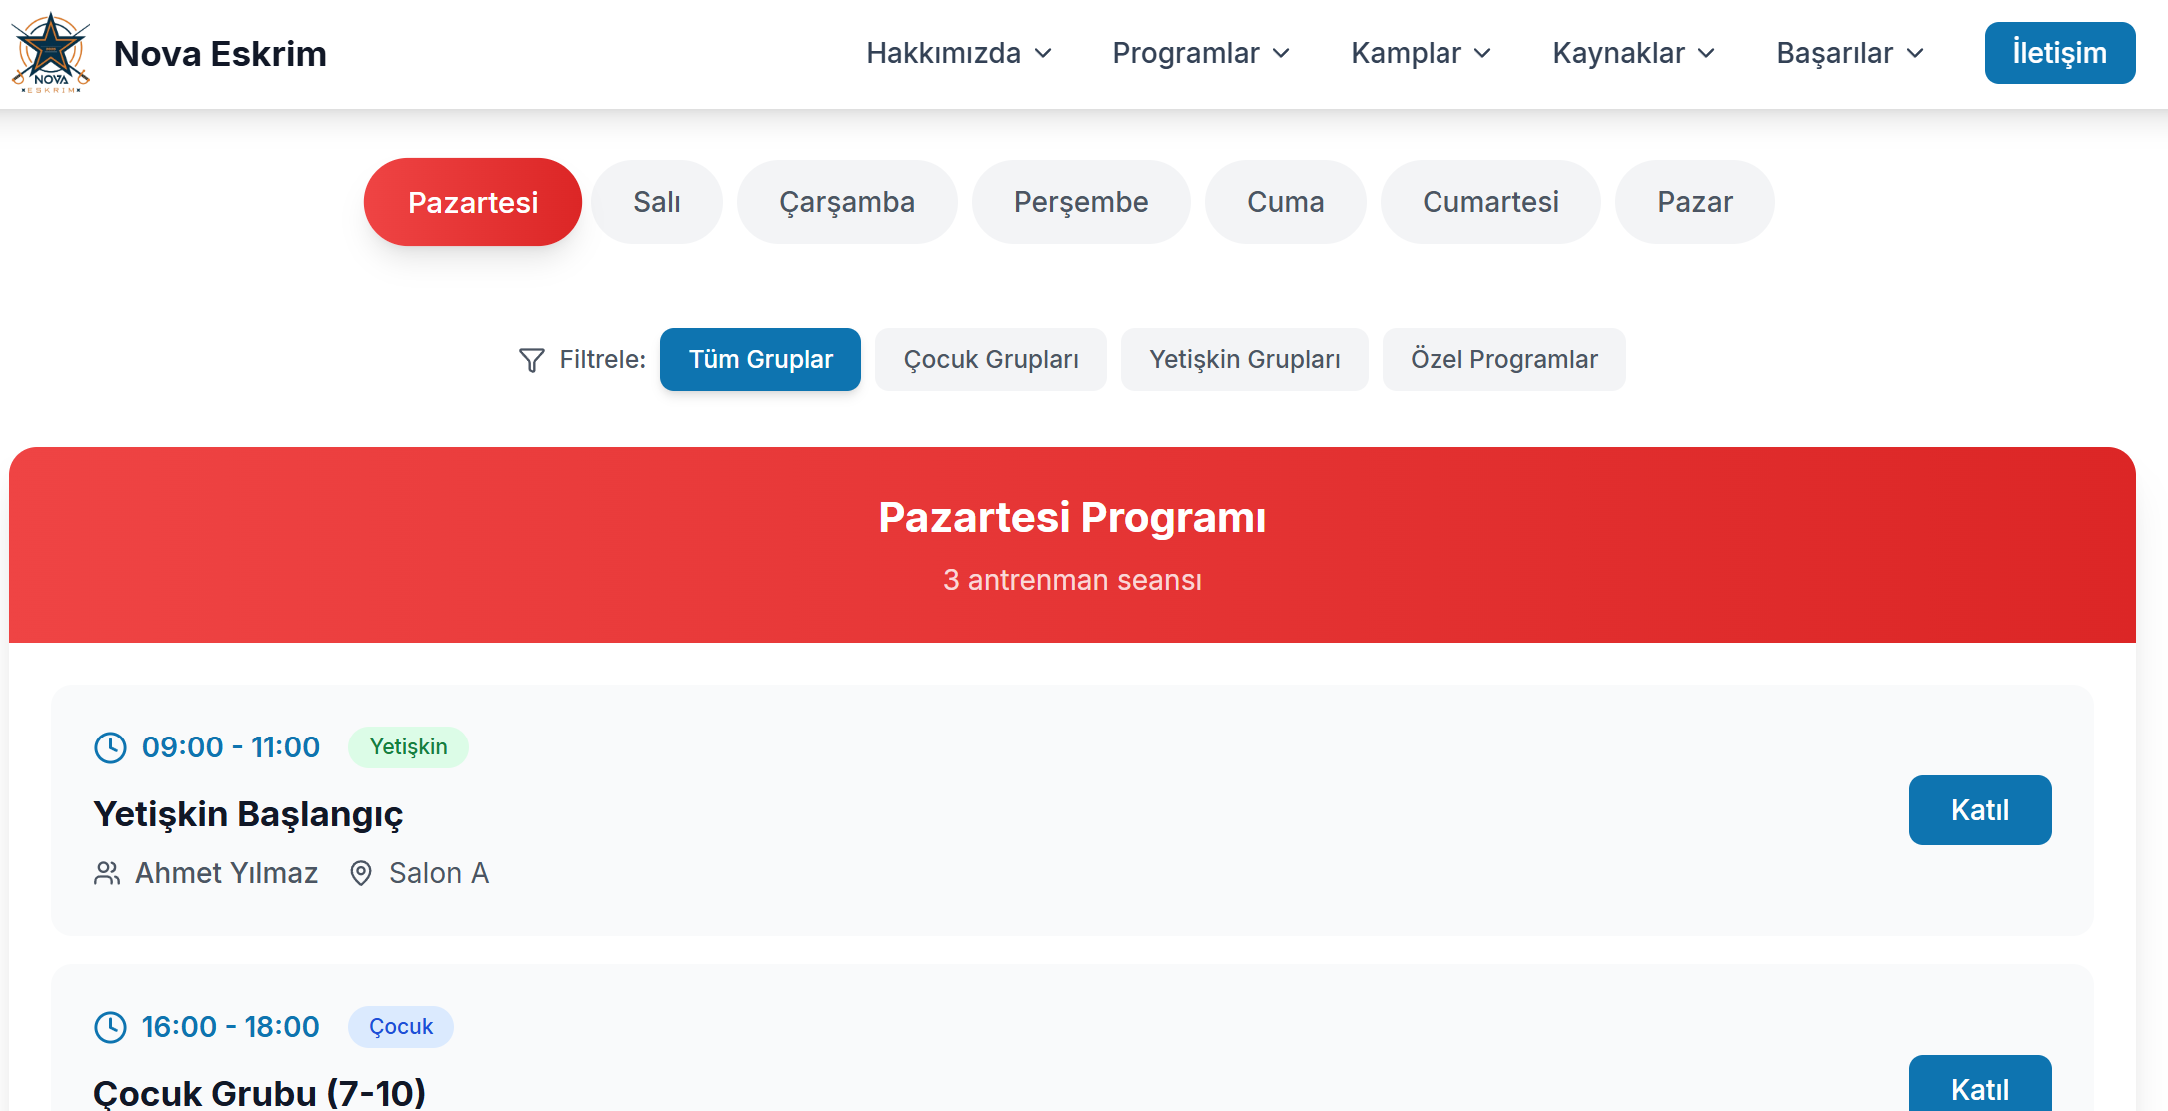 NOVA
ESKRIM
Nova Eskrim
Hakkımızda
Programlar
Kamplar
Kaynaklar
Başarılar
İletişim
Pazartesi
Salı
Çarşamba
Perşembe
Cuma
Cumartesi
Pazar
Filtrele:
Tüm Gruplar
Çocuk Grupları
Yetişkin Grupları
Özel Programlar
Pazartesi Programı
3 antrenman seansı
09:00 - 11:00
Yetişkin
Yetişkin Başlangıç
Ahmet Yılmaz
Salon A
Katıl
16:00 - 18:00
Çocuk
Çocuk Grubu (7-10)
Katıl